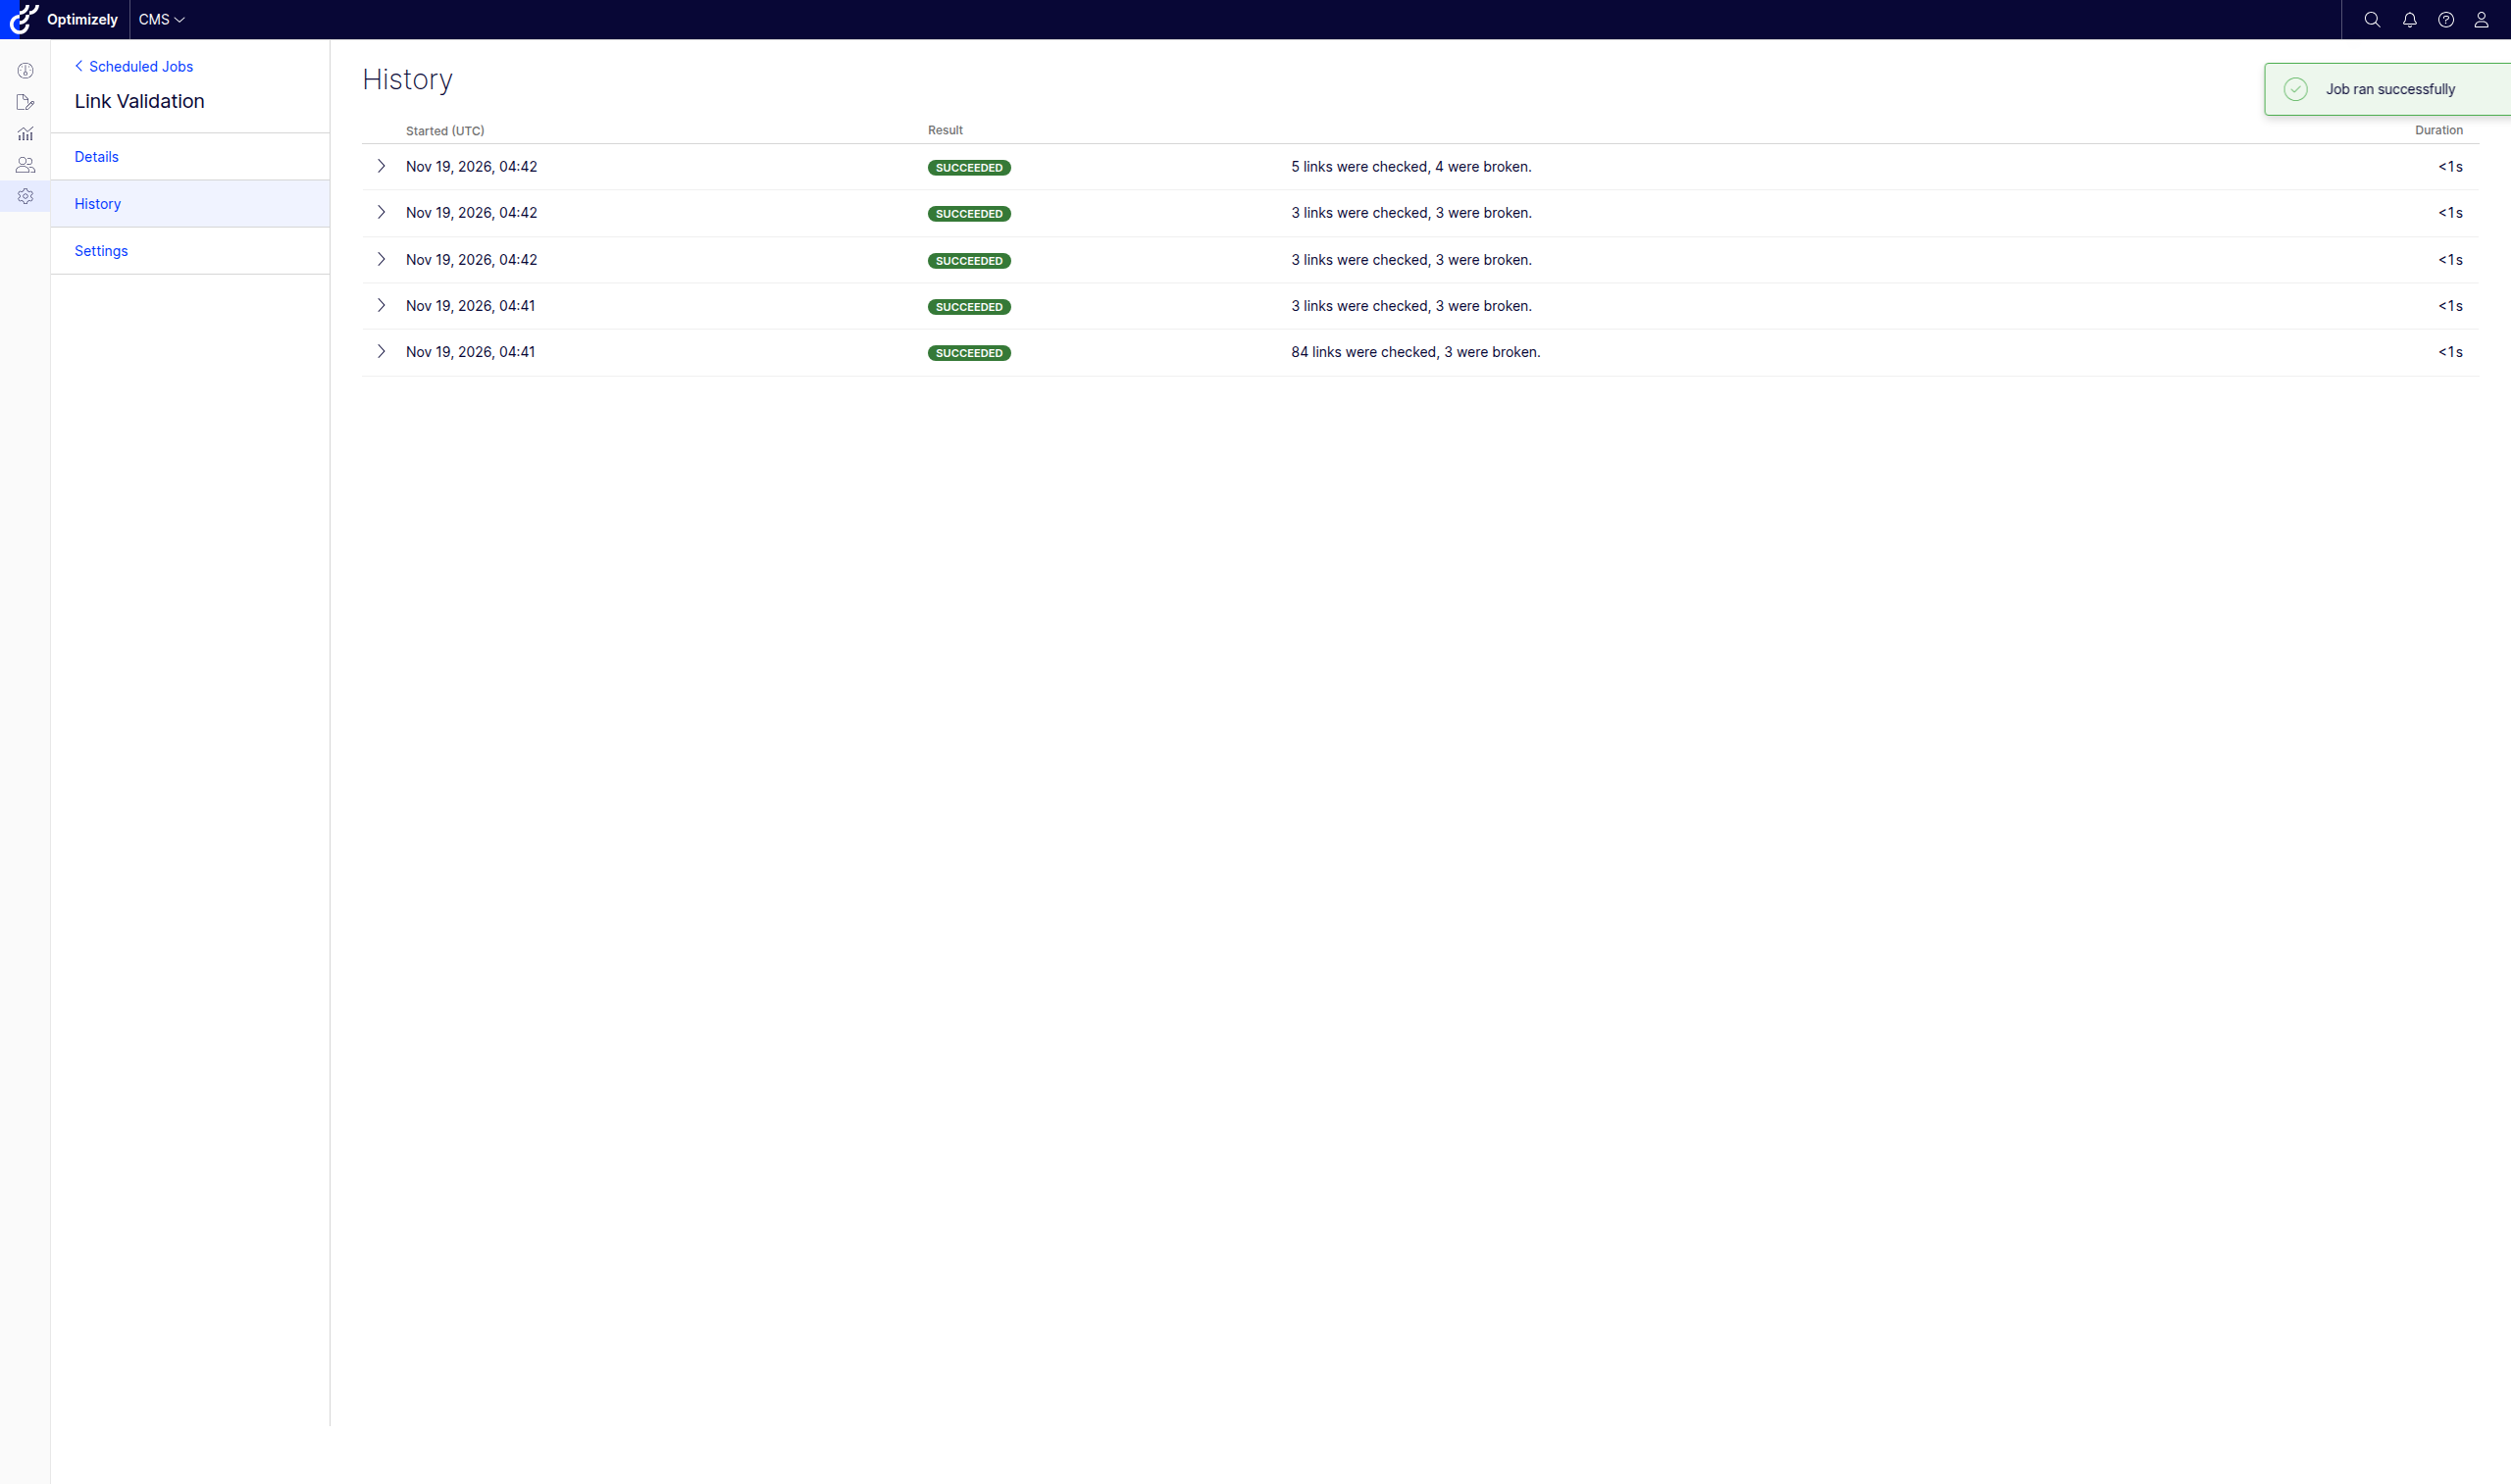 Optimizely CMS
Scheduled Jobs
Link Validation
Details
History
Settings
History
Job ran successfully
Started (UTC) Result Duration
Nov 19, 2026, 04:42 SUCCEEDED 5 links were checked, 4 were broken. <1s
Nov 19, 2026, 04:42 SUCCEEDED 3 links were checked, 3 were broken. <1s
Nov 19, 2026, 04:42 SUCCEEDED 3 links were checked, 3 were broken. <1s
Nov 19, 2026, 04:41 SUCCEEDED 3 links were checked, 3 were broken. <1s
Nov 19, 2026, 04:41 SUCCEEDED 84 links were checked, 3 were broken. <1s